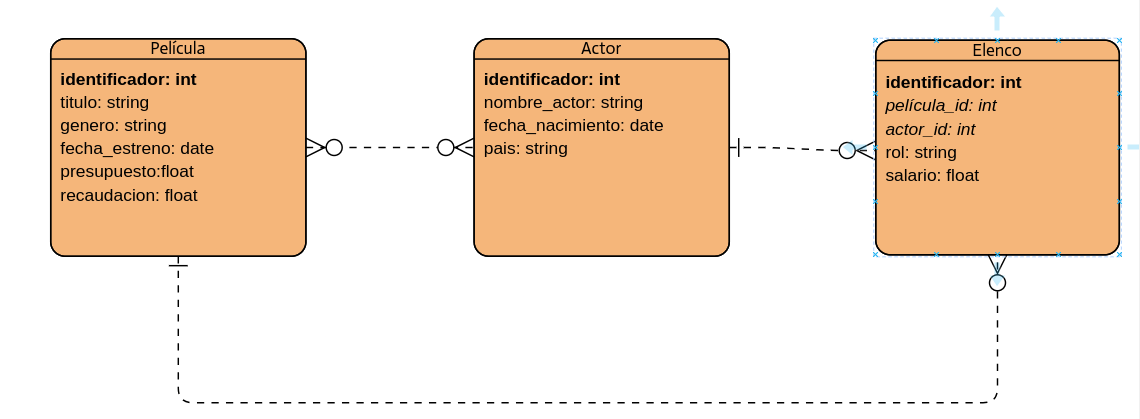 Película
identificador: int
titulo: string
genero: string
fecha_estreno: date
presupuesto:float
recaudacion: float
Actor
identificador: int
nombre_actor: string
fecha_nacimiento: date
pais: string
Elenco
identificador: int
película_id: int
actor_id: int
rol: string
salario: float